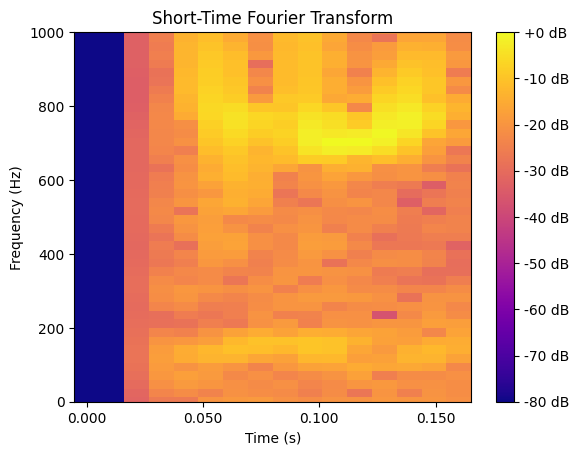 Short-Time Fourier Transform
Frequency (Hz)
1000
800
600
400
200
0
0.000
0.050
0.100
0.150
Time (s)
+0 dB
-10 dB
-20 dB
-30 dB
-40 dB
-50 dB
-60 dB
-70 dB
-80 dB